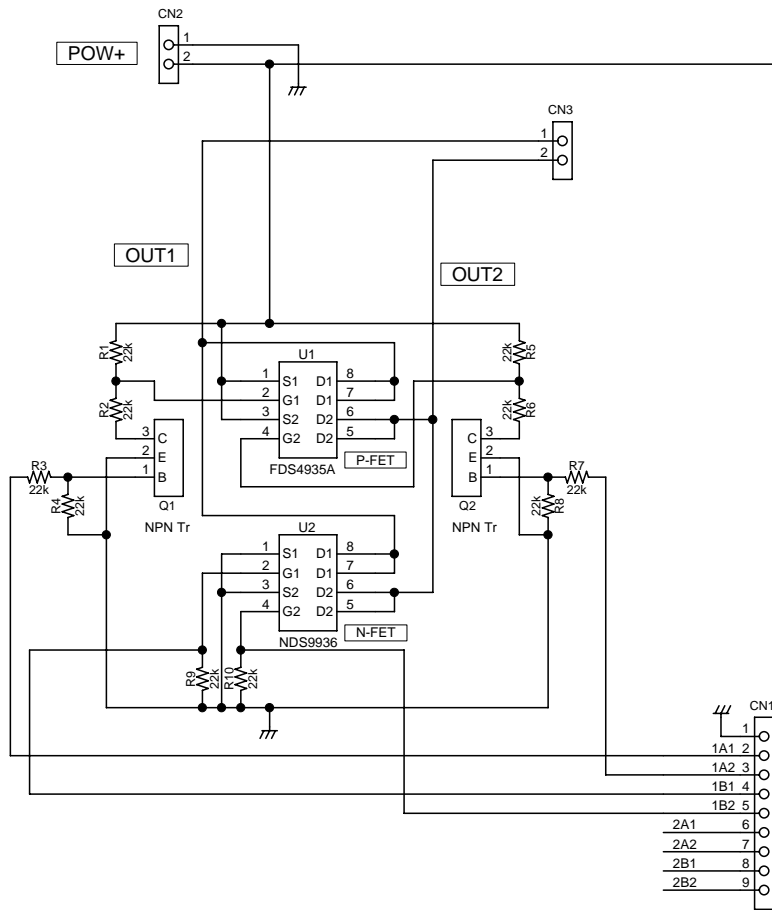 CN2
POW+
1
2
CN3
1
2
OUT1
OUT2
R1
22k
R2
22k
R5
22k
R6
22k
U1
1 S1 D1 8
2 G1 D1 7
3 S2 D2 6
4 G2 D2 5
FDS4935A
P-FET
3 C
2 E
1 B
Q1
NPN Tr
R3
22k
R4
22k
C 3
E 2
B 1
Q2
NPN Tr
R7
22k
R8
22k
U2
1 S1 D1 8
2 G1 D1 7
3 S2 D2 6
4 G2 D2 5
NDS9936
N-FET
R9
22k
R10
22k
CN1
1
1A1 2
1A2 3
1B1 4
1B2 5
2A1 6
2A2 7
2B1 8
2B2 9